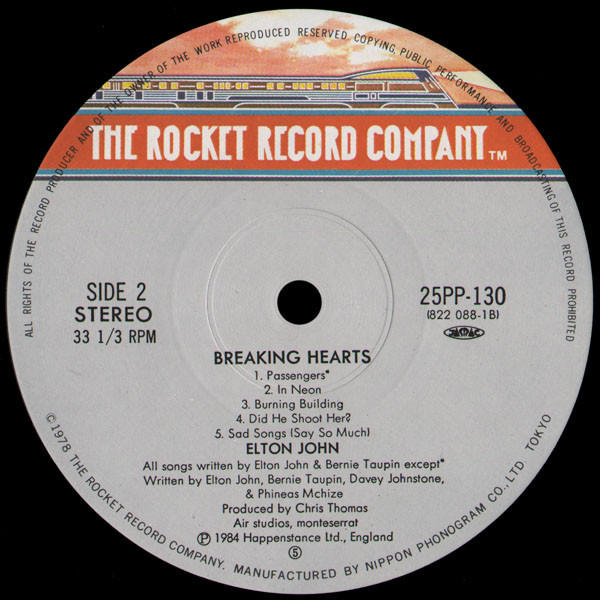 ALL RIGHTS OF THE RECORD PRODUCER AND OF THE OWNER OF THE WORK REPRODUCED RESERVED. COPYING, PUBLIC PERFORMANCE AND BROADCASTING OF THIS RECORD PROHIBITED
THE ROCKET RECORD COMPANY TM
SIDE 2
STEREO
33 1/3 RPM
25PP-130
(822 088-1B)
BREAKING HEARTS
1. Passengers*
2. In Neon
3. Burning Building
4. Did He Shoot Her?
5. Sad Songs (Say So Much)
ELTON JOHN
All songs written by Elton John & Bernie Taupin except*
Written by Elton John, Bernie Taupin, Davey Johnstone,
& Phineas Mchize
Produced by Chris Thomas
Air studios, monteserrat
Ⓟ 1984 Happenstance Ltd., England
⑤
©1978 THE ROCKET RECORD COMPANY. MANUFACTURED BY NIPPON PHONOGRAM CO., LTD. TOKYO